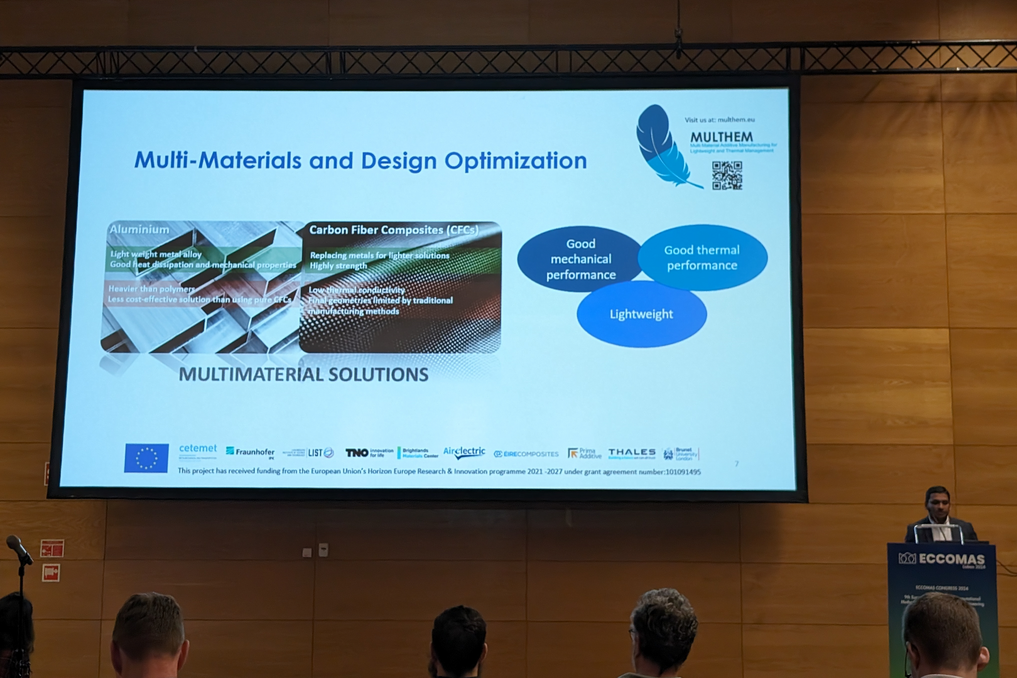 Visit us at: multhem.eu
MULTHEM
Multi-Material Additive Manufacturing for
Lightweight and Thermal Management
Multi-Materials and Design Optimization
Aluminium
Light weight metal alloy
Good heat dissipation and mechanical properties
Heavier than polymers
Less cost-effective solution than using pure CFCs
Carbon Fiber Composites (CFCs)
Replacing metals for lighter solutions
Highly strength
Low thermal conductivity
Final geometries limited by traditional
manufacturing methods
Good
mechanical
performance
Good thermal
performance
Lightweight
MULTIMATERIAL SOLUTIONS
cetemet
Fraunhofer
LIST
TNO innovation
for life
Brightlands
Materials Center
Airelectric
ÉIRECOMPOSITES
Prima
Additive
THALES
Brunel
University
London
This project has received funding from the European Union's Horizon Europe Research & Innovation programme 2021 -2027 under grant agreement number:101091495
7
ECCOMAS
ECCOMAS CONGRESS 2024